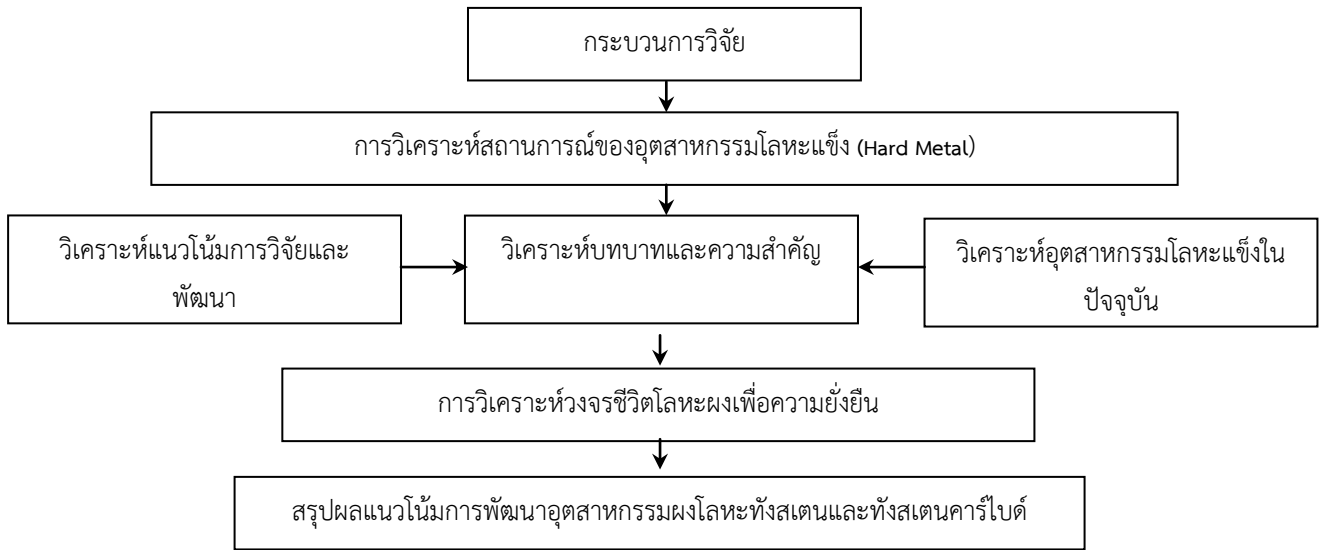 กระบวนการวิจัย
การวิเคราะห์สถานการณ์ของอุตสาหกรรมโลหะแข็ง (Hard Metal)
วิเคราะห์แนวโน้มการวิจัยและ
พัฒนา
วิเคราะห์บทบาทและความสำคัญ
วิเคราะห์อุตสาหกรรมโลหะแข็งใน
ปัจจุบัน
การวิเคราะห์วงจรชีวิตโลหะผงเพื่อความยั่งยืน
สรุปผลแนวโน้มการพัฒนาอุตสาหกรรมผงโลหะทังสเตนและทังสเตนคาร์ไบด์